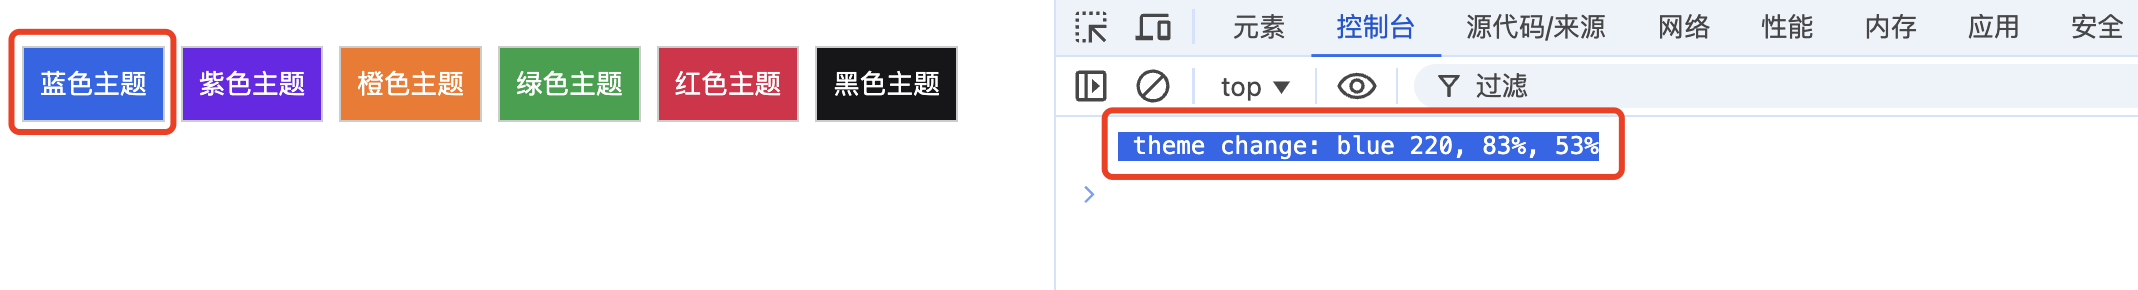 蓝色主题 紫色主题 橙色主题 绿色主题 红色主题 黑色主题
元素 控制台 源代码/来源 网络 性能 内存 应用 安全
top ▼ 过滤
theme change: blue 220, 83%, 53%
>